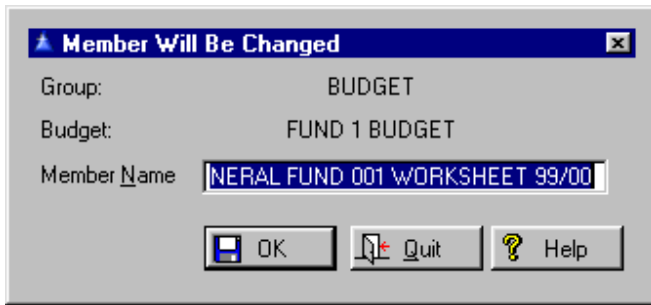 Member Will Be Changed
Group: BUDGET
Budget: FUND 1 BUDGET
Member Name NERAL FUND 001 WORKSHEET 99/00
OK Quit Help